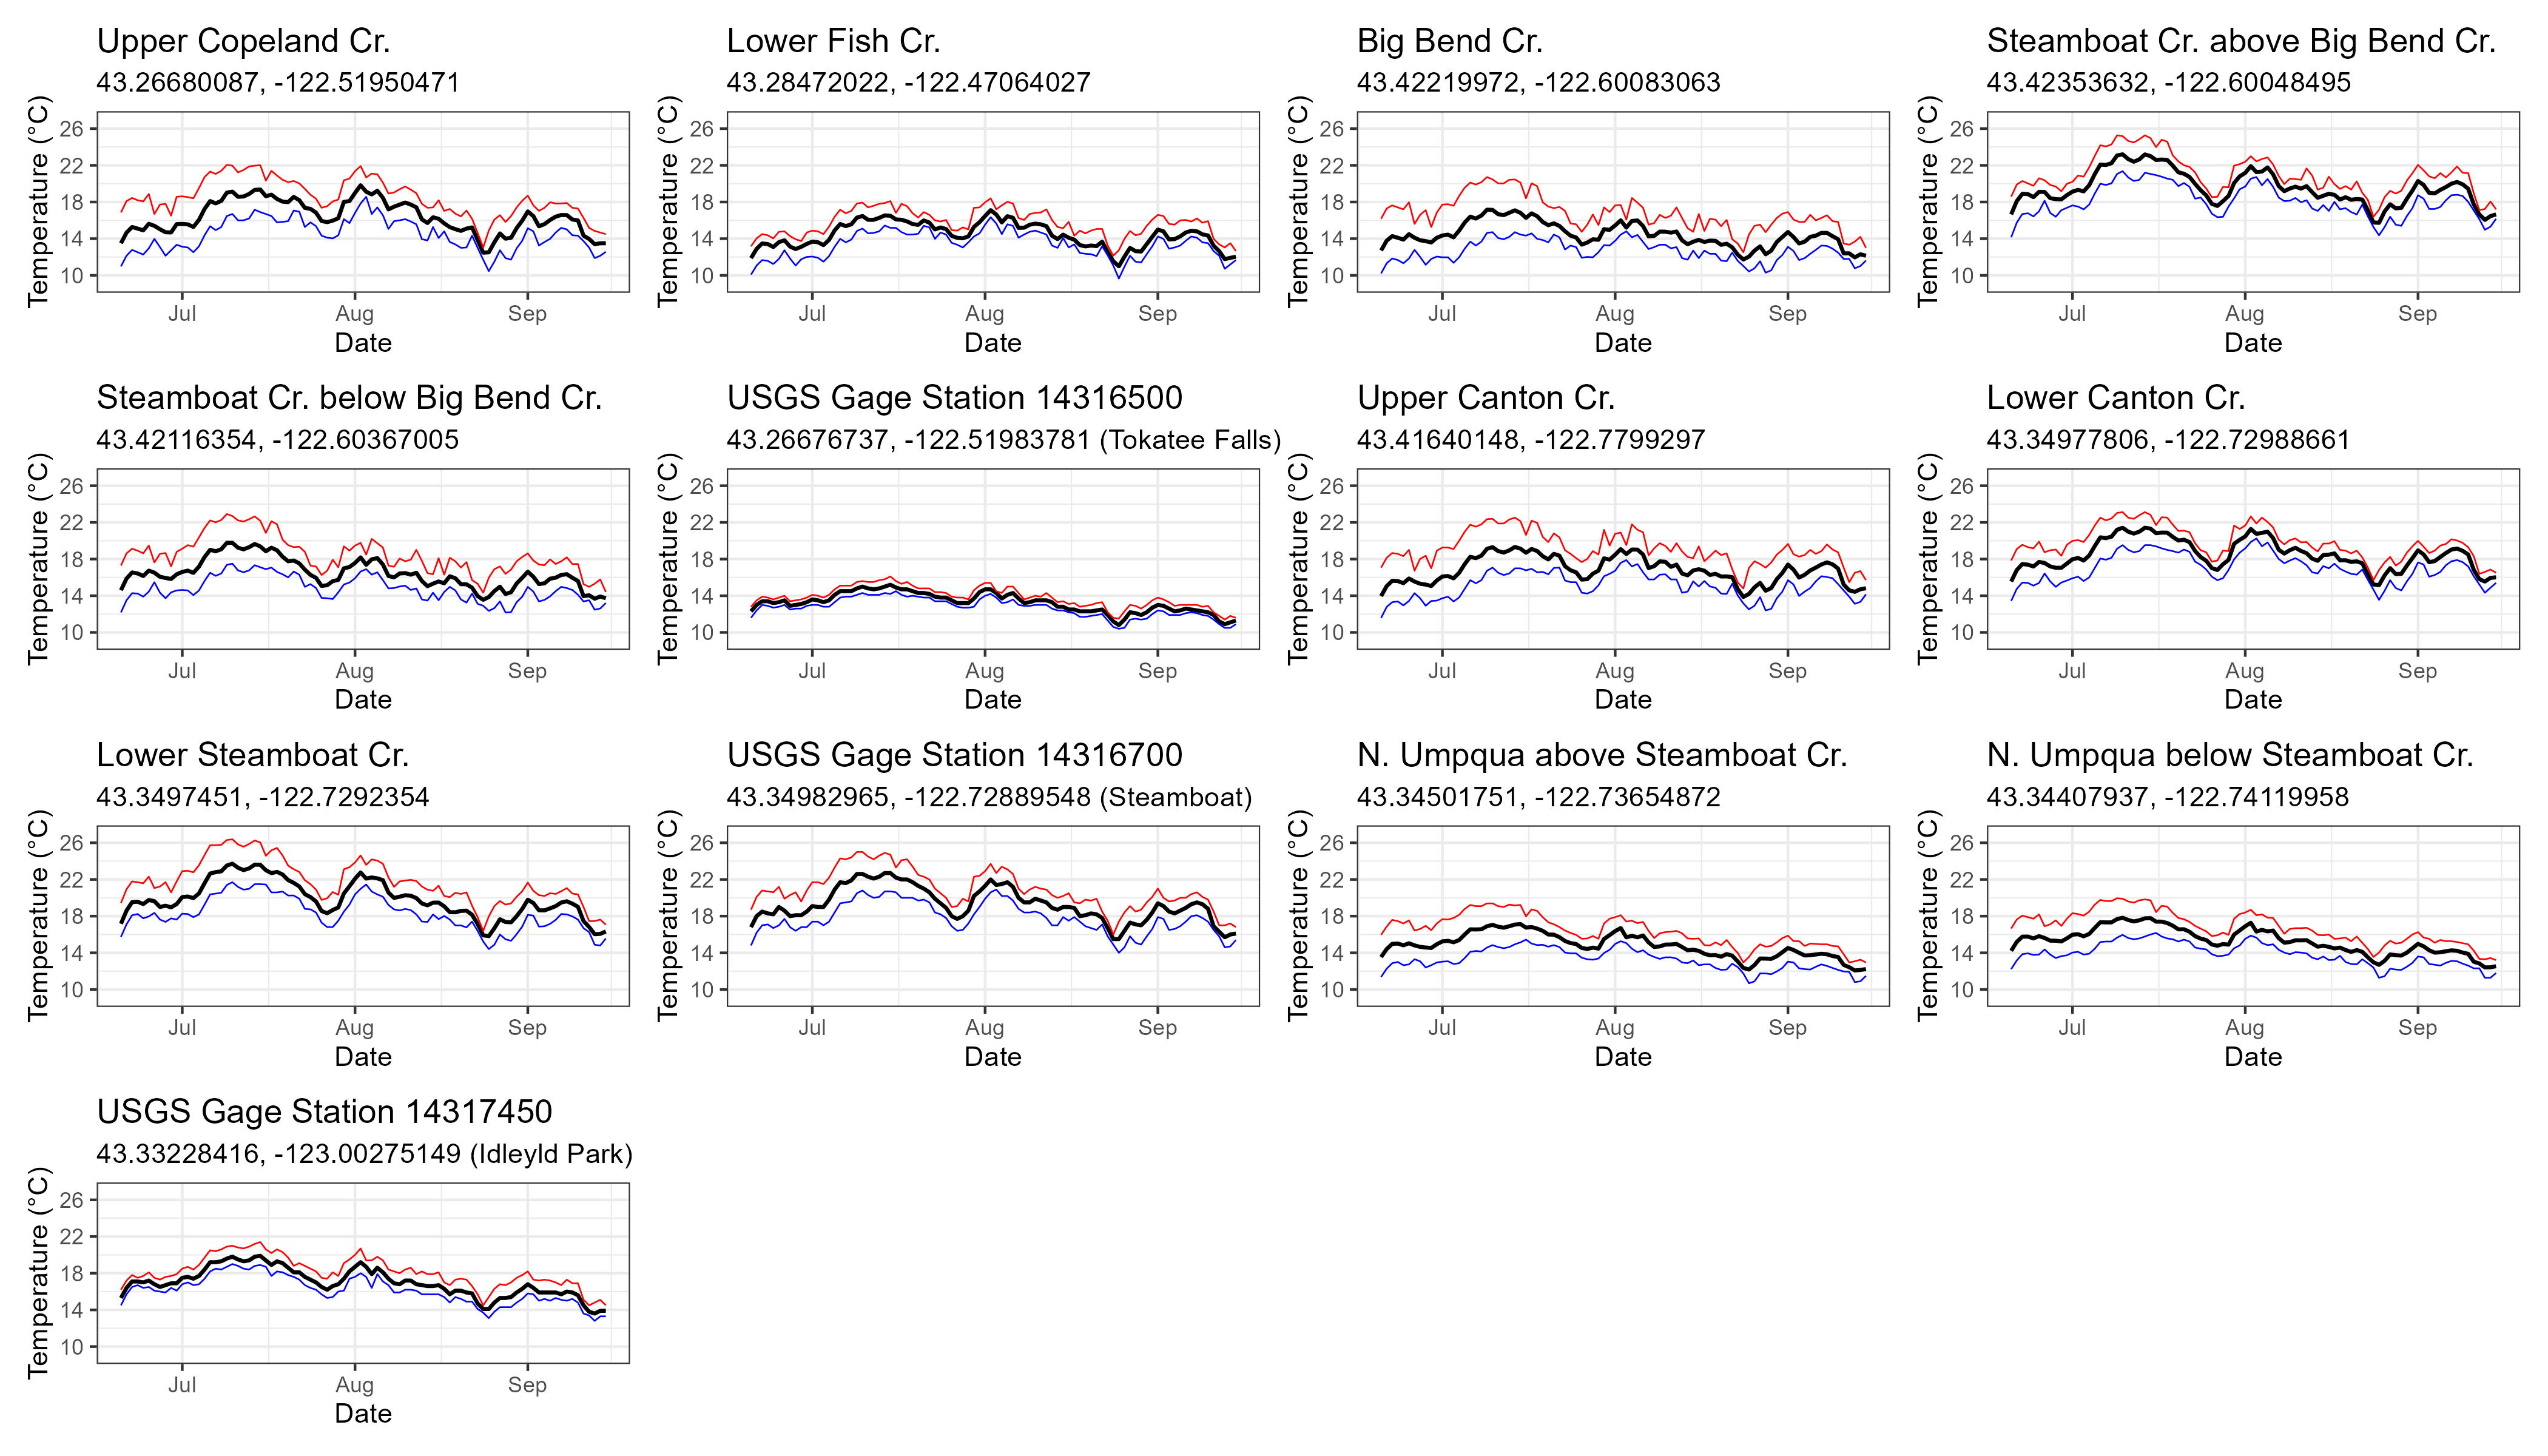 Upper Copeland Cr.
43.26680087, -122.51950471
Temperature (°C)
26
22
18
14
10
Jul Aug Sep
Date
Lower Fish Cr.
43.28472022, -122.47064027
Temperature (°C)
26
22
18
14
10
Jul Aug Sep
Date
Big Bend Cr.
43.42219972, -122.60083063
Temperature (°C)
26
22
18
14
10
Jul Aug Sep
Date
Steamboat Cr. above Big Bend Cr.
43.42353632, -122.60048495
Temperature (°C)
26
22
18
14
10
Jul Aug Sep
Date
Steamboat Cr. below Big Bend Cr.
43.42116354, -122.60367005
Temperature (°C)
26
22
18
14
10
Jul Aug Sep
Date
USGS Gage Station 14316500
43.26676737, -122.51983781 (Tokatee Falls)
Temperature (°C)
26
22
18
14
10
Jul Aug Sep
Date
Upper Canton Cr.
43.41640148, -122.7799297
Temperature (°C)
26
22
18
14
10
Jul Aug Sep
Date
Lower Canton Cr.
43.34977806, -122.72988661
Temperature (°C)
26
22
18
14
10
Jul Aug Sep
Date
Lower Steamboat Cr.
43.3497451, -122.7292354
Temperature (°C)
26
22
18
14
10
Jul Aug Sep
Date
USGS Gage Station 14316700
43.34982965, -122.72889548 (Steamboat)
Temperature (°C)
26
22
18
14
10
Jul Aug Sep
Date
N. Umpqua above Steamboat Cr.
43.34501751, -122.73654872
Temperature (°C)
26
22
18
14
10
Jul Aug Sep
Date
N. Umpqua below Steamboat Cr.
43.34407937, -122.74119958
Temperature (°C)
26
22
18
14
10
Jul Aug Sep
Date
USGS Gage Station 14317450
43.33228416, -123.00275149 (Idleyld Park)
Temperature (°C)
26
22
18
14
10
Jul Aug Sep
Date